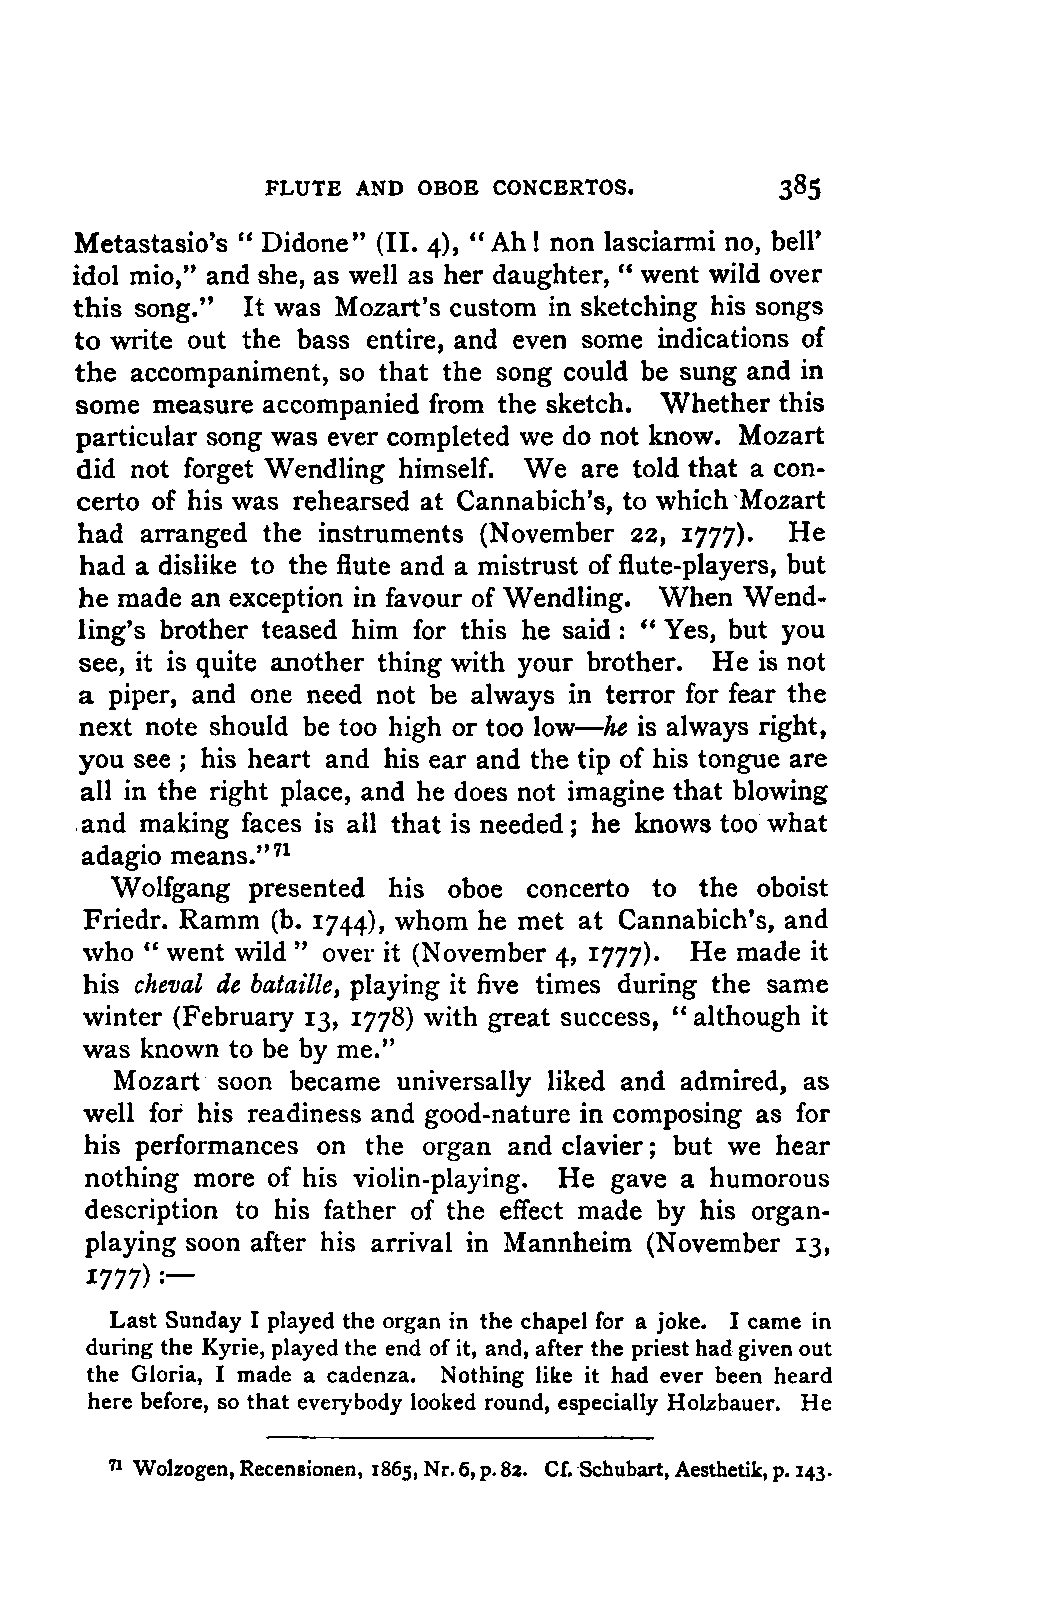 FLUTE AND OBOE CONCERTOS. 385
Metastasio's “ Didone” (II. 4), “ Ah ! non lasciarmi no, bell’
idol mio,” and she, as well as her daughter, “ went wild over
this song.” It was Mozart's custom in sketching his songs
to write out the bass entire, and even some indications of
the accompaniment, so that the song could be sung and in
some measure accompanied from the sketch. Whether this
particular song was ever completed we do not know. Mozart
did not forget Wendling himself. We are told that a con-
certo of his was rehearsed at Cannabich's, to which Mozart
had arranged the instruments (November 22, 1777). He
had a dislike to the flute and a mistrust of flute-players, but
he made an exception in favour of Wendling. When Wend-
ling's brother teased him for this he said : “ Yes, but you
see, it is quite another thing with your brother. He is not
a piper, and one need not be always in terror for fear the
next note should be too high or too low—he is always right,
you see ; his heart and his ear and the tip of his tongue are
all in the right place, and he does not imagine that blowing
and making faces is all that is needed ; he knows too what
adagio means.” 71
Wolfgang presented his oboe concerto to the oboist
Friedr. Ramm (b. 1744), whom he met at Cannabich's, and
who “ went wild ” over it (November 4, 1777). He made it
his cheval de bataille, playing it five times during the same
winter (February 13, 1778) with great success, “ although it
was known to be by me.”
Mozart soon became universally liked and admired, as
well for his readiness and good-nature in composing as for
his performances on the organ and clavier ; but we hear
nothing more of his violin-playing. He gave a humorous
description to his father of the effect made by his organ-
playing soon after his arrival in Mannheim (November 13,
1777) :—
Last Sunday I played the organ in the chapel for a joke. I came in
during the Kyrie, played the end of it, and, after the priest had given out
the Gloria, I made a cadenza. Nothing like it had ever been heard
here before, so that everybody looked round, especially Holzbauer. He
71 Wolzogen, Recensionen, 1865, Nr. 6, p. 82. Cf. Schubart, Aesthetik, p. 143.